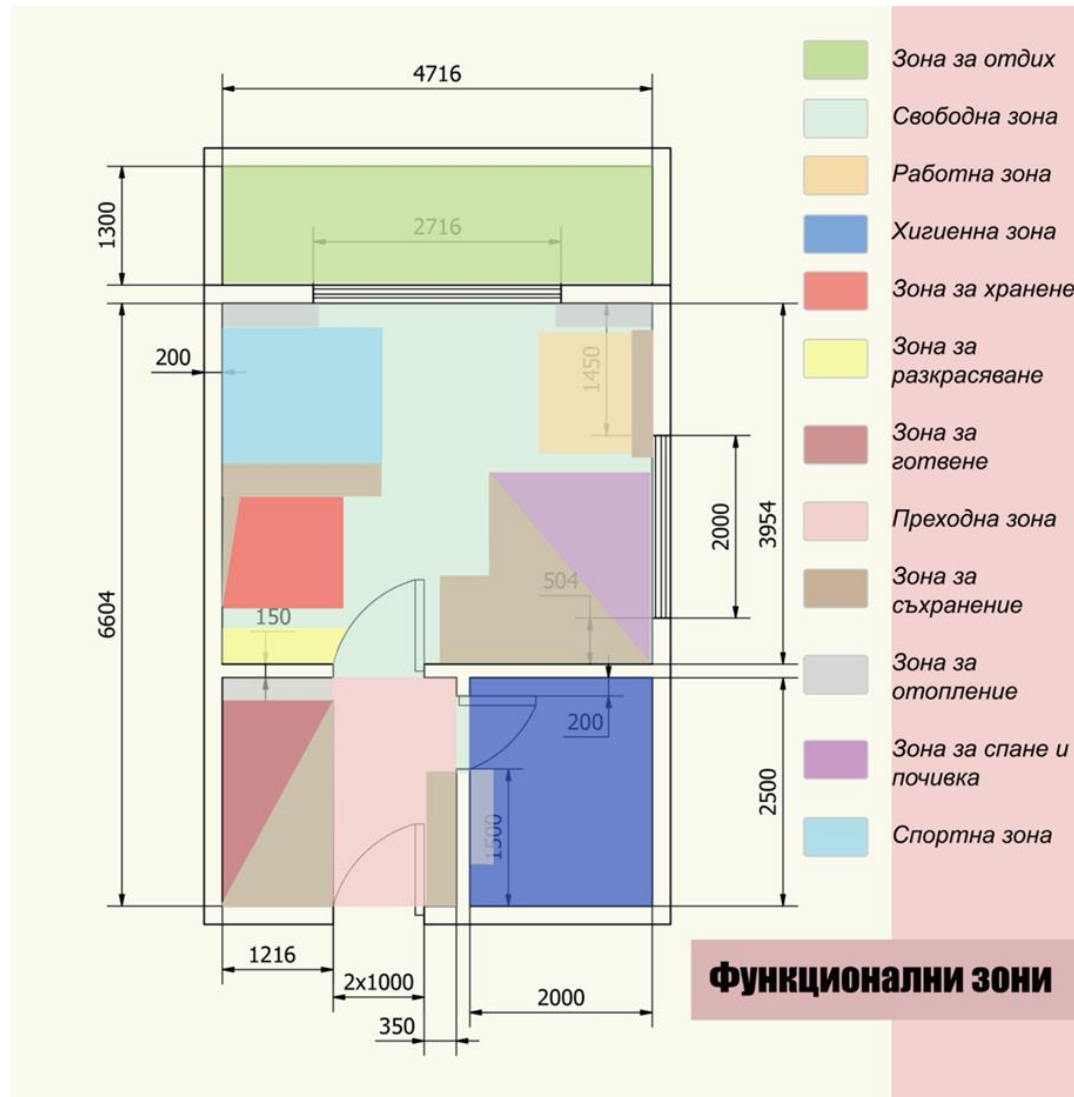 4716
Зона за отдих
Свободна зона
Работна зона
1300
2716
Хигиенна зона
Зона за хранене
200
1450
Зона за
разкрасяване
Зона за
готвене
6604
2000
3954
Преходна зона
504
150
Зона за
съхранение
Зона за
отопление
200
1500
2500
Зона за спане и
почивка
Спортна зона
1216
2x1000
350
2000
Функционални зони